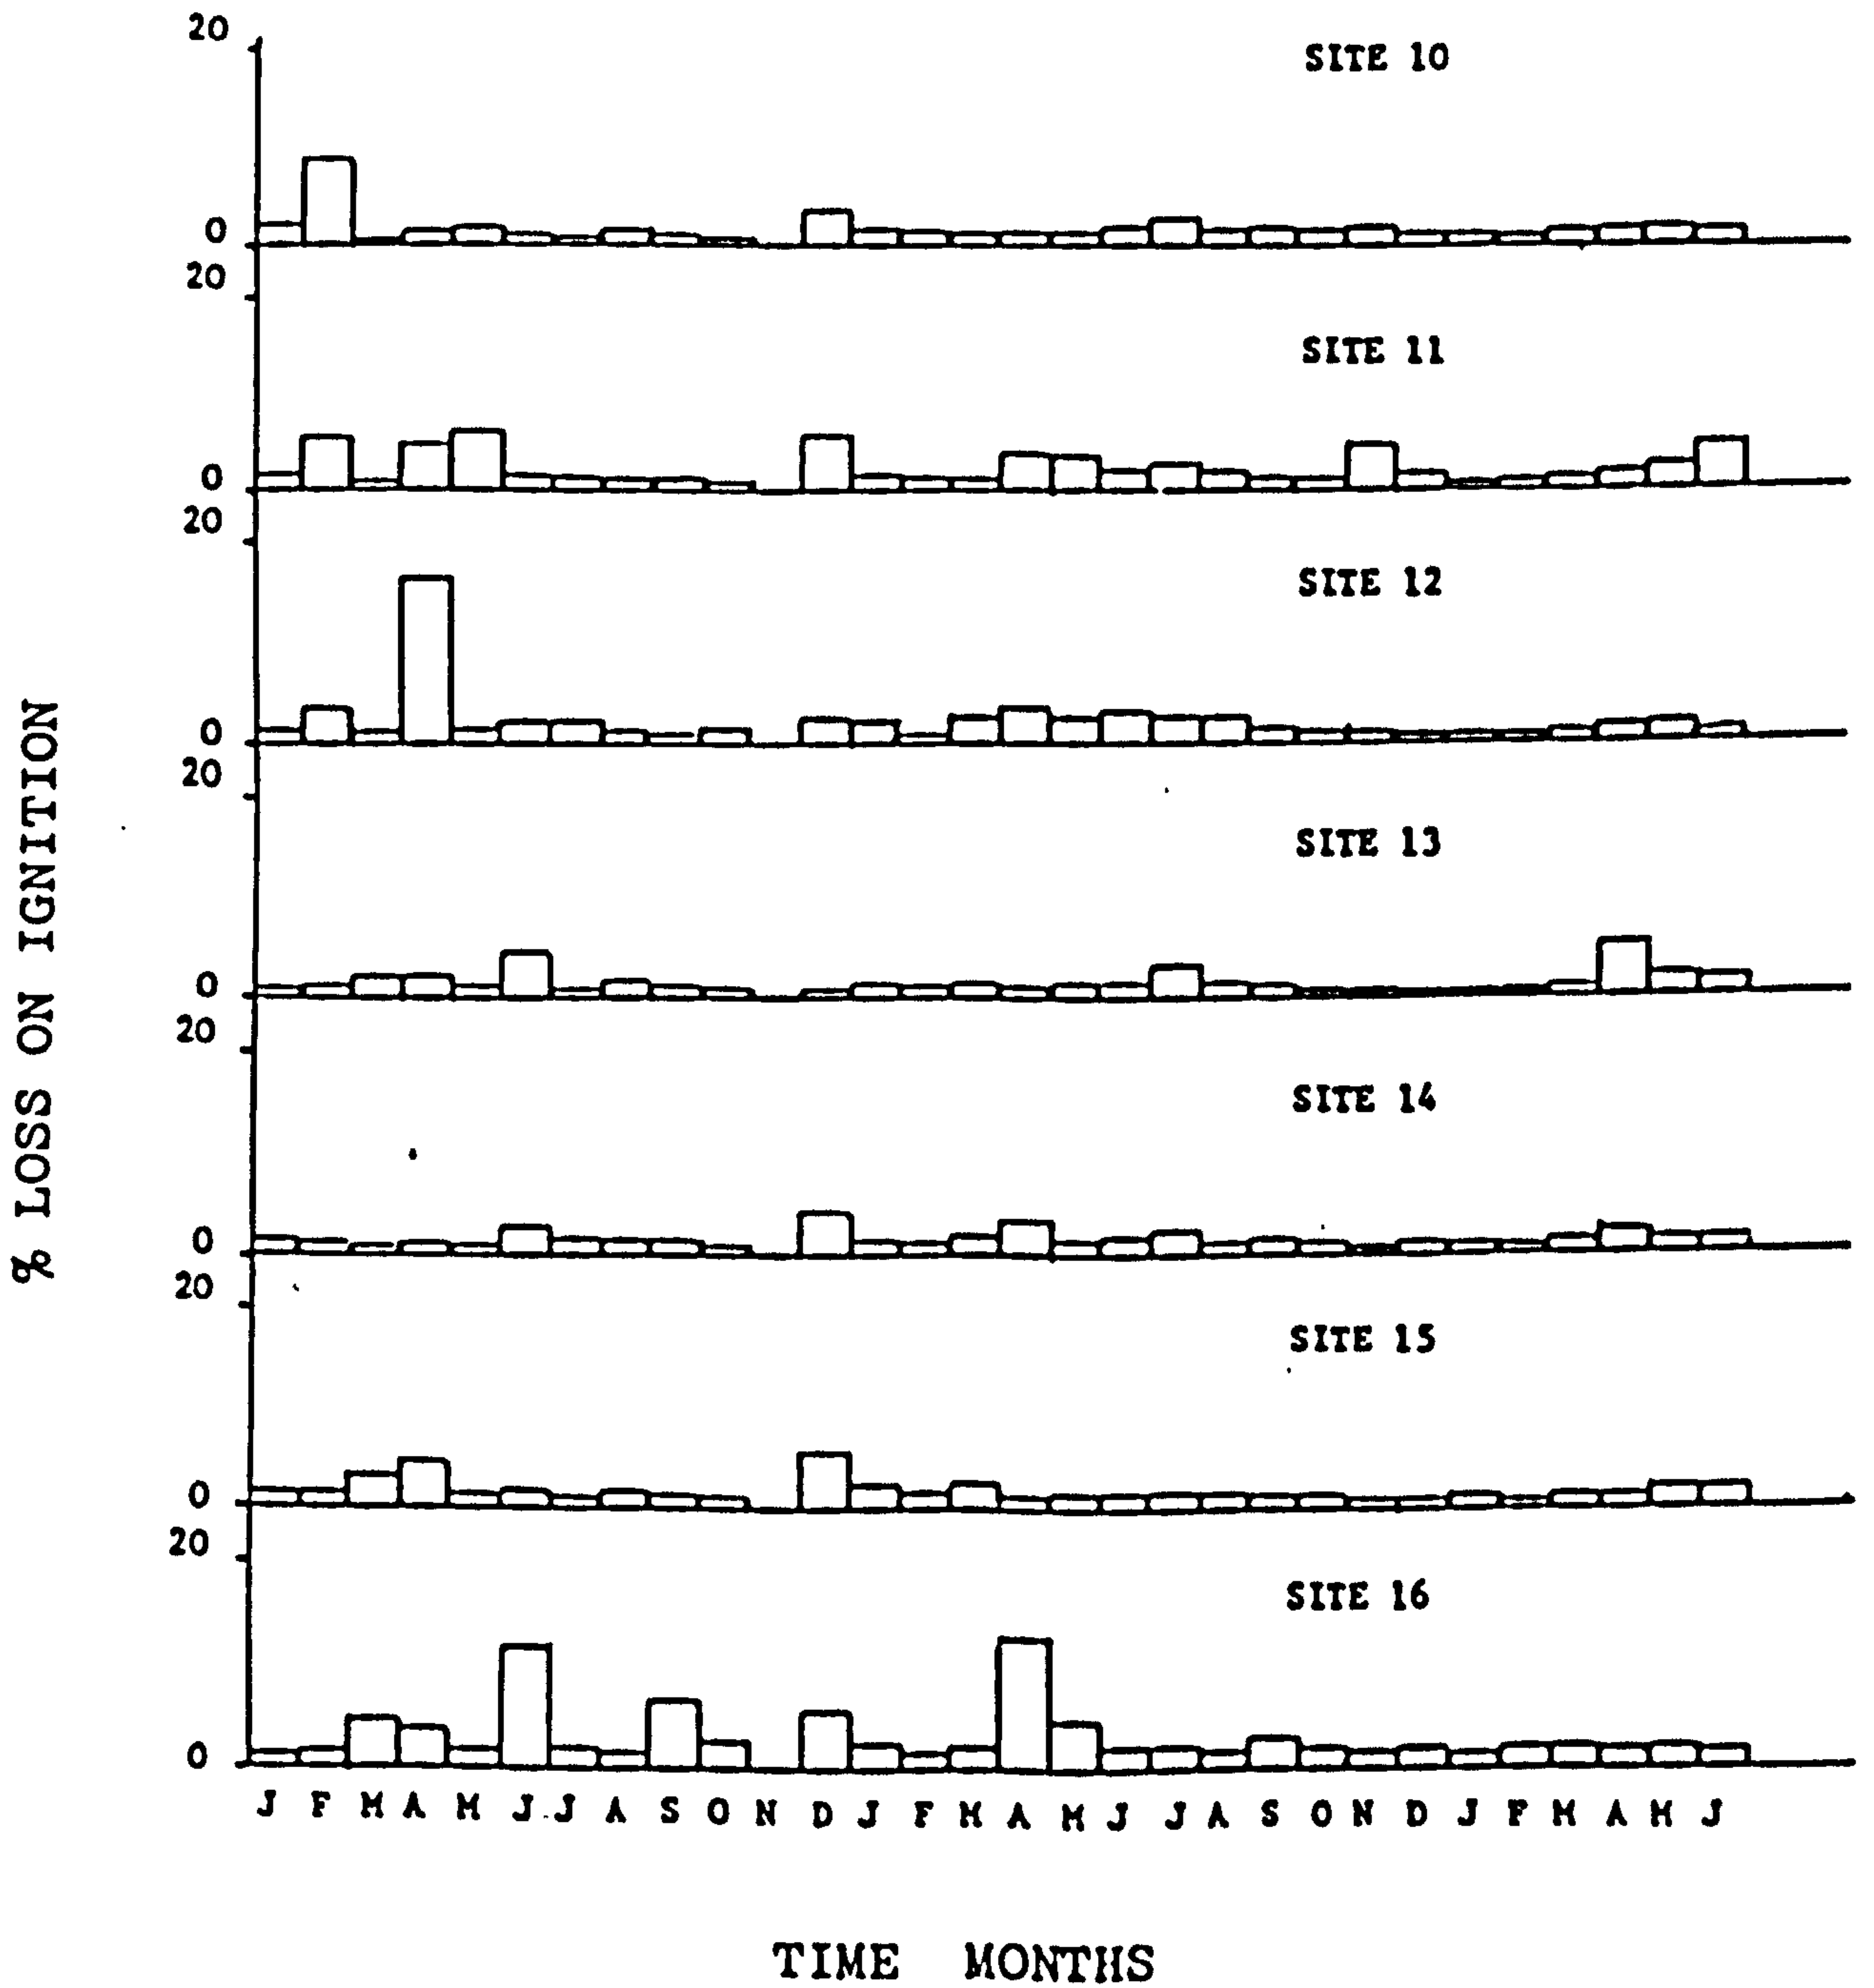 20
SITE 10
0
20
SITE 11
0
20
SITE 12
0
20
SITE 13
0
20
SITE 14
0
20
SITE 15
0
20
SITE 16
0
% LOSS ON IGNITION
J F M A M J J A S O N D J F M A M J J A S O N D J F M A M J
TIME MONTHS